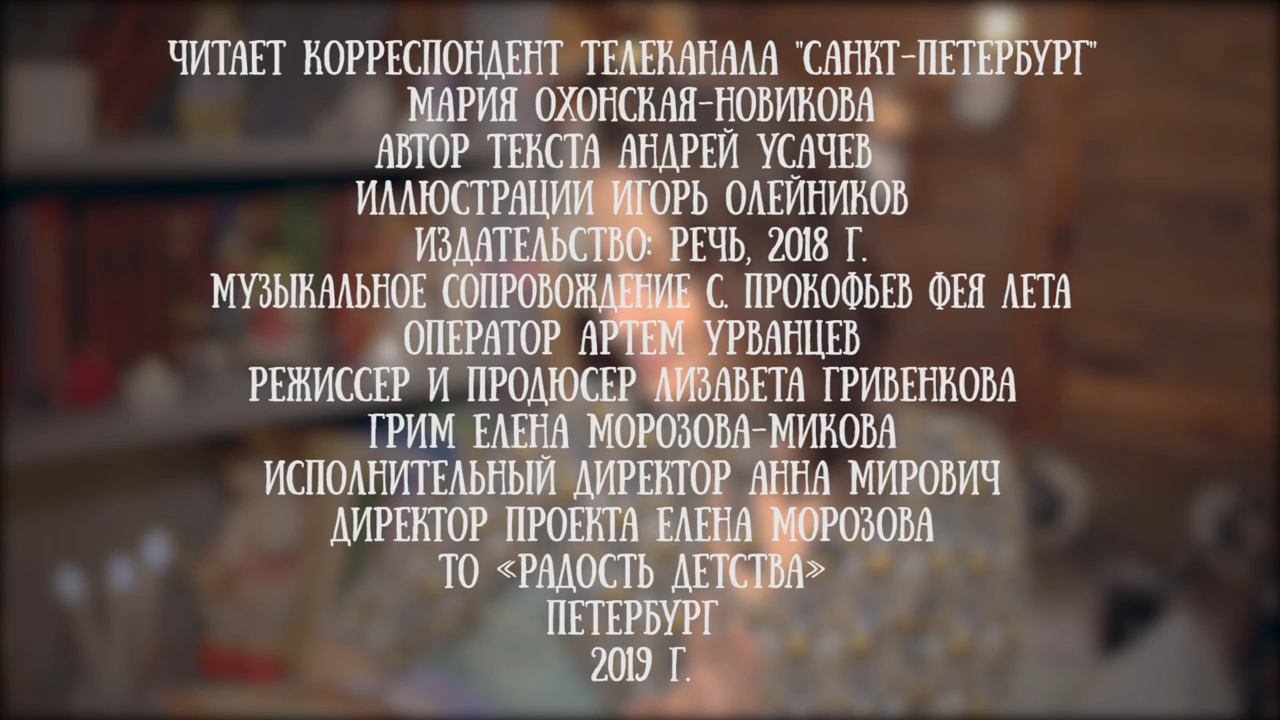 ЧИТАЕТ КОРРЕСПОНДЕНТ ТЕЛЕКАНАЛА "САНКТ-ПЕТЕРБУРГ"
МАРИЯ ОХОНСКАЯ-НОВИКОВА
АВТОР ТЕКСТА АНДРЕЙ УСАЧЕВ
ИЛЛЮСТРАЦИИ ИГОРЬ ОЛЕЙНИКОВ
ИЗДАТЕЛЬСТВО: РЕЧЬ, 2018 Г.
МУЗЫКАЛЬНОЕ СОПРОВОЖДЕНИЕ С. ПРОКОФЬЕВ ФЕЯ ЛЕТА
ОПЕРАТОР АРТЕМ УРВАНЦЕВ
РЕЖИССЕР И ПРОДЮСЕР ЛИЗАВЕТА ГРИВЕНКОВА
ГРИМ ЕЛЕНА МОРОЗОВА-МИКОВА
ИСПОЛНИТЕЛЬНЫЙ ДИРЕКТОР АННА МИРОВИЧ
ДИРЕКТОР ПРОЕКТА ЕЛЕНА МОРОЗОВА
ТО «РАДОСТЬ ДЕТСТВА»
ПЕТЕРБУРГ
2019 Г.